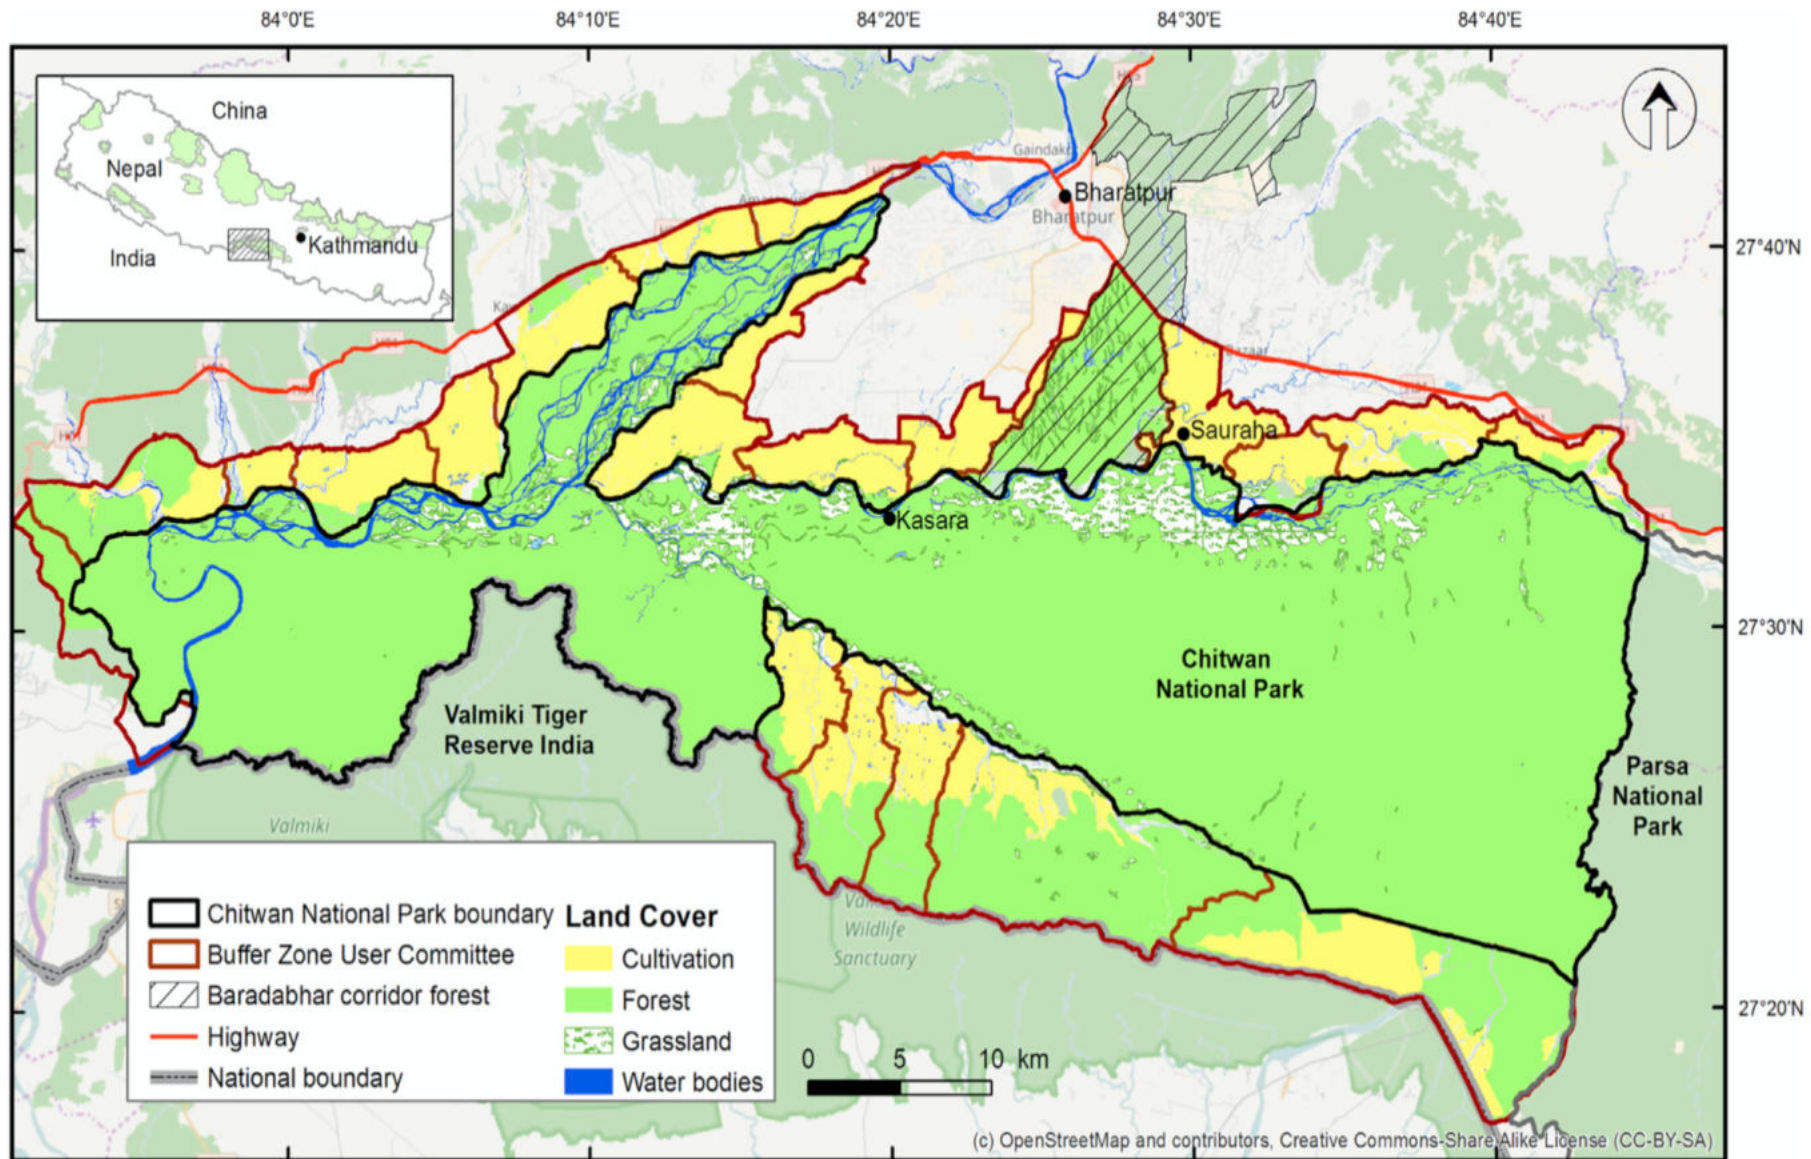 84°0'E
84°10'E
84°20'E
84°30'E
84°40'E
China
Nepal
India
Kathmandu
Bharatpur
Bharatpur
27°40'N
Sauraha
Kasara
27°30'N
Chitwan
National Park
Valmiki Tiger
Reserve India
Parsa
National
Park
Valmiki
Wildlife
Sanctuary
27°20'N
Chitwan National Park boundary
Buffer Zone User Committee
Baradabhar corridor forest
Highway
National boundary
Land Cover
Cultivation
Forest
Grassland
Water bodies
0 5 10 km
(c) OpenStreetMap and contributors, Creative Commons-Share Alike License (CC-BY-SA)